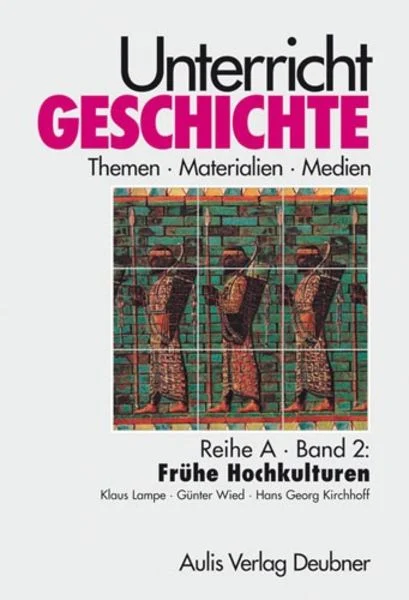 Unterricht
GESCHICHTE
Themen · Materialien · Medien
Reihe A · Band 2:
Frühe Hochkulturen
Klaus Lampe · Günter Wied · Hans Georg Kirchhoff
Aulis Verlag Deubner